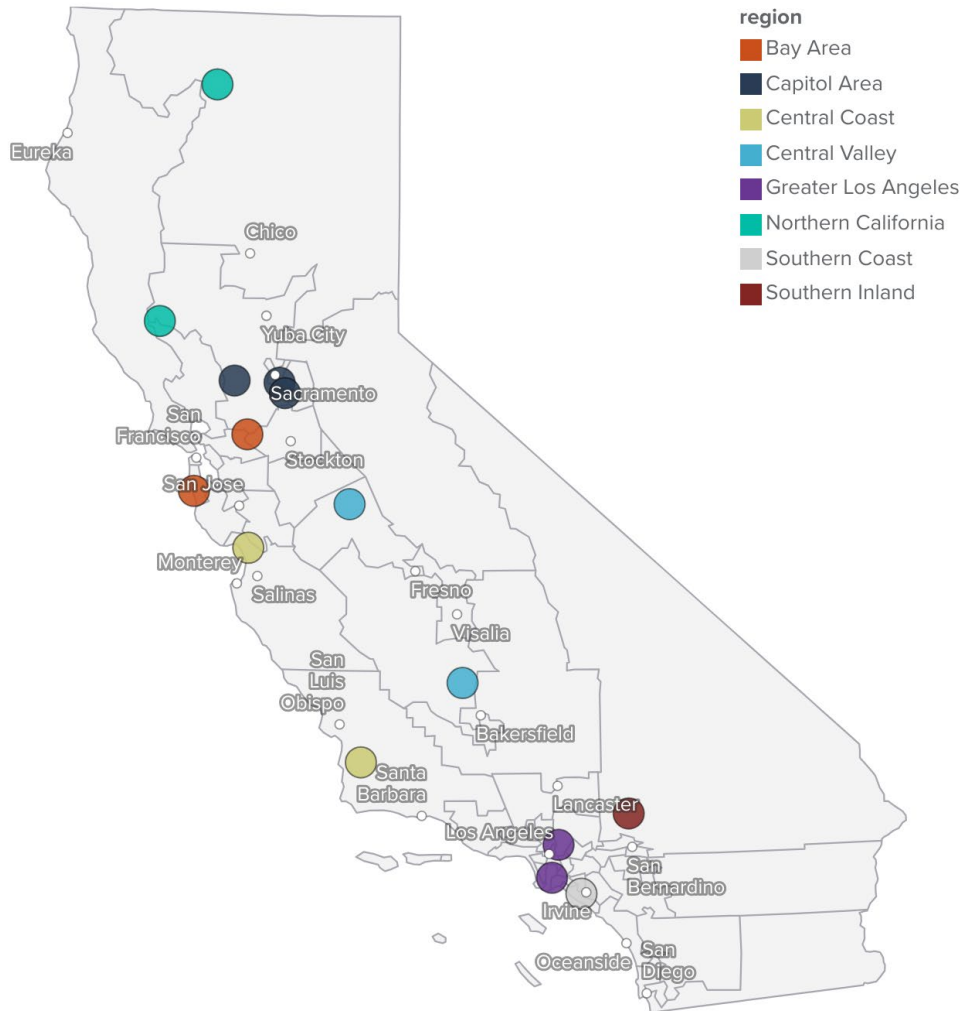 region
Bay Area
Capitol Area
Central Coast
Central Valley
Greater Los Angeles
Northern California
Southern Coast
Southern Inland
Eureka
Chico
Yuba City
Sacramento
San
Francisco
Stockton
San Jose
Monterey
Salinas
Fresno
Visalia
San
Luis
Obispo
Bakersfield
Santa
Barbara
Lancaster
Los Angeles
San
Bernardino
Irvine
Oceanside
San
Diego